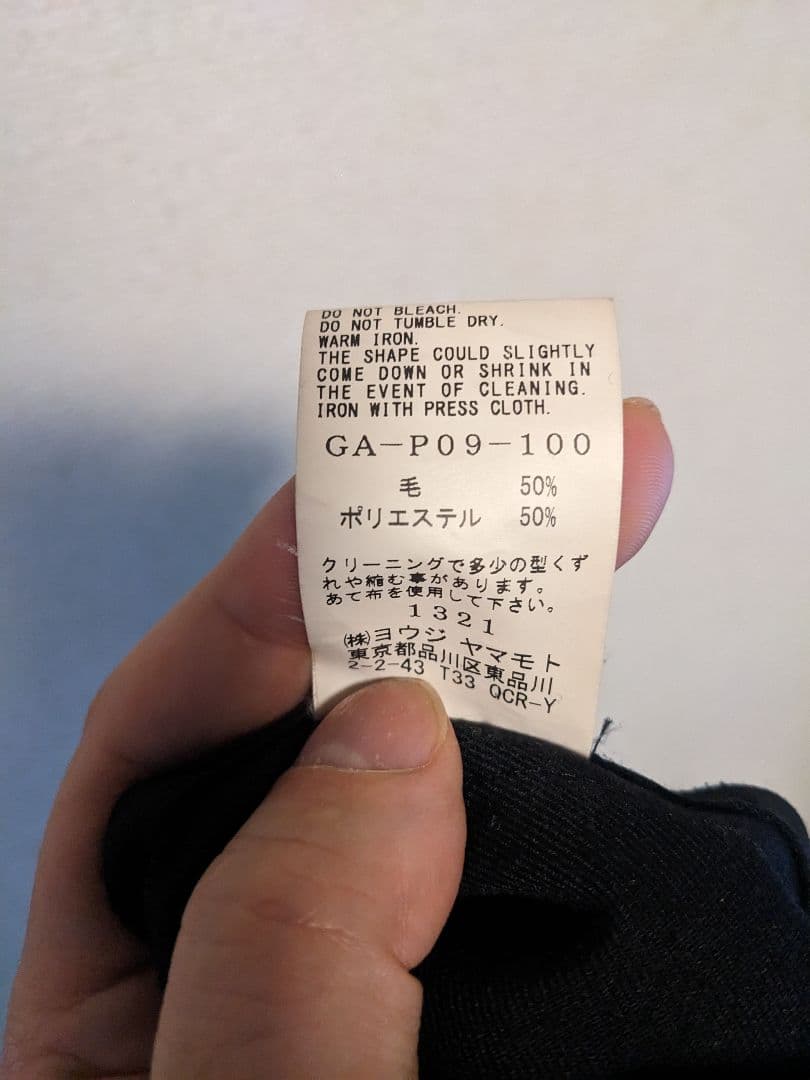 DO NOT BLEACH.
DO NOT TUMBLE DRY.
WARM IRON.
THE SHAPE COULD SLIGHTLY
COME DOWN OR SHRINK IN
THE EVENT OF CLEANING.
IRON WITH PRESS CLOTH.
GA-P09-100
毛 50%
ポリエステル 50%
クリーニングで多少の型くず
れや縮む事があります。
あて布を使用して下さい。
1321
㈱ヨウジ ヤマモト
東京都品川区東品川
2-2-43 T33 QCR-Y